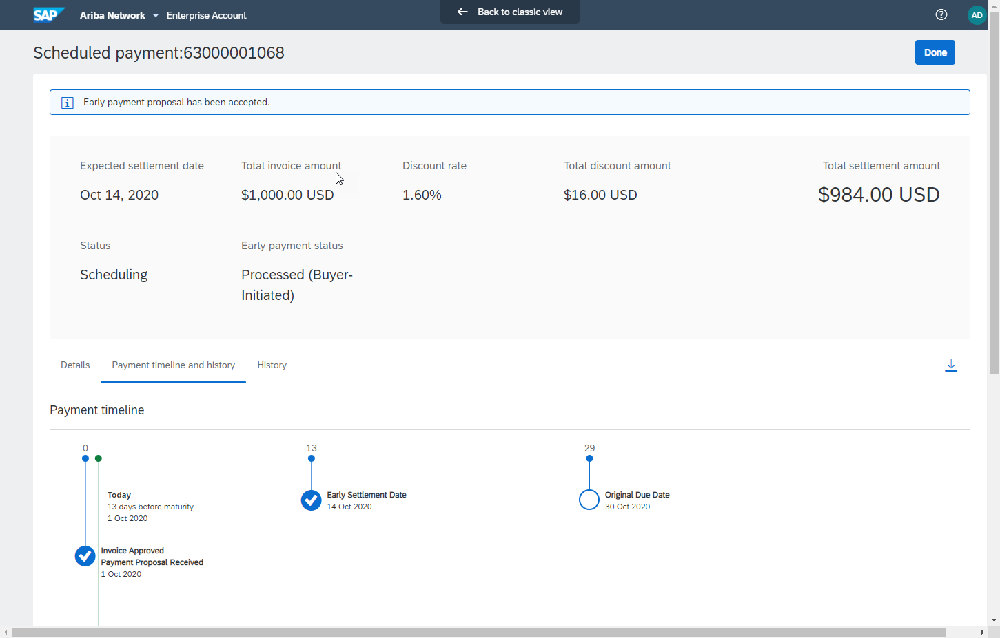 SAP Ariba Network Enterprise Account Back to classic view ? AD
Scheduled payment:63000001068 Done
i Early payment proposal has been accepted.
Expected settlement date Total invoice amount Discount rate Total discount amount Total settlement amount
Oct 14, 2020 $1,000.00 USD 1.60% $16.00 USD $984.00 USD
Status Early payment status
Scheduling Processed (Buyer-
Initiated)
Details Payment timeline and history History
Payment timeline
0 13 29
Today
13 days before maturity
1 Oct 2020
Early Settlement Date
14 Oct 2020
Original Due Date
30 Oct 2020
Invoice Approved
Payment Proposal Received
1 Oct 2020